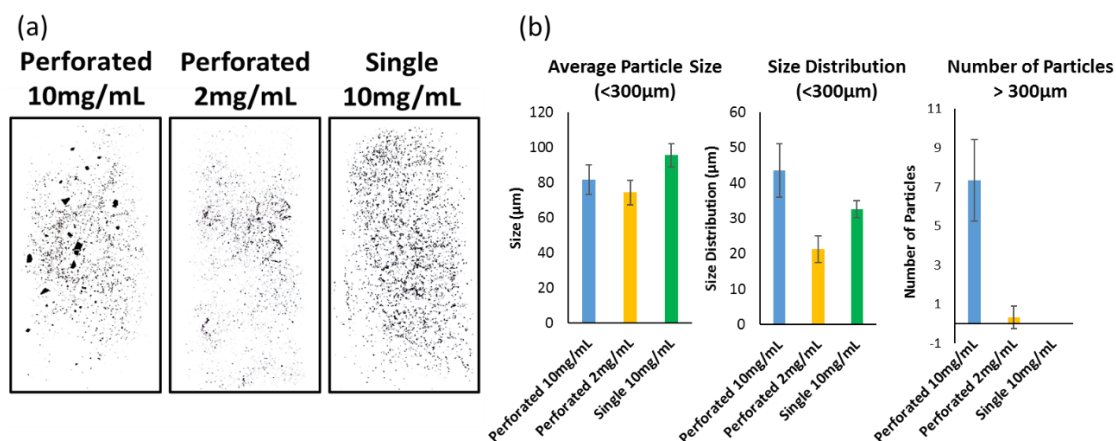 (a)
Perforated
10mg/mL
Perforated
2mg/mL
Single
10mg/mL
(b)
Average Particle Size
(<300µm)
Size (µm)
120
100
80
60
40
20
0
Perforated 10mg/mL
Perforated 2mg/mL
Single 10mg/mL
Size Distribution
(<300µm)
Size Distribution (µm)
60
50
40
30
20
10
0
Perforated 10mg/mL
Perforated 2mg/mL
Single 10mg/mL
Number of Particles
> 300µm
Number of Particles
11
9
7
5
3
1
-1
Perforated 10mg/mL
Perforated 2mg/mL
Single 10mg/mL